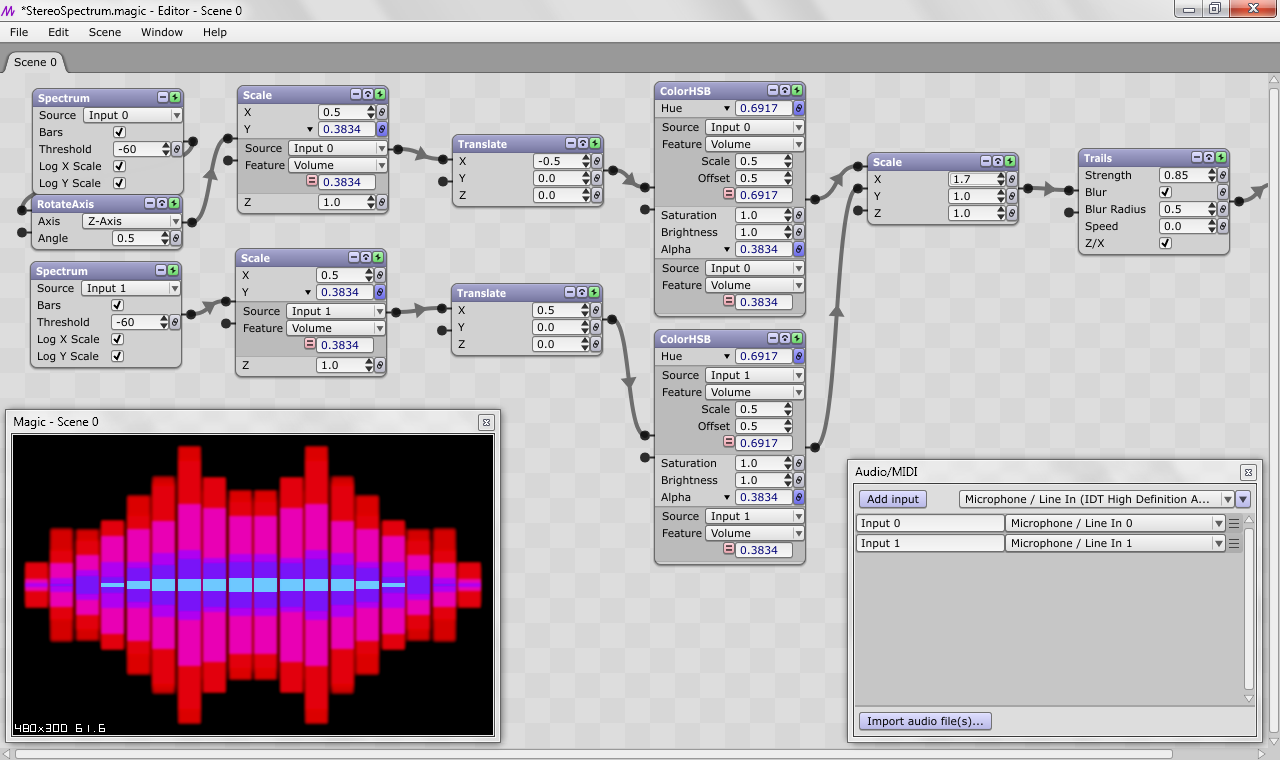 *StereoSpectrum.magic - Editor - Scene 0
File Edit Scene Window Help
Scene 0
Spectrum
Source Input 0
Bars
Threshold -60
Log X Scale
Log Y Scale
RotateAxis
Axis Z-Axis
Angle 0.5
Spectrum
Source Input 1
Bars
Threshold -60
Log X Scale
Log Y Scale
Scale
X 0.5
Y 0.3834
Source Input 0
Feature Volume
= 0.3834
Z 1.0
Scale
X 0.5
Y 0.3834
Source Input 1
Feature Volume
= 0.3834
Z 1.0
Translate
X -0.5
Y 0.0
Z 0.0
Translate
X 0.5
Y 0.0
Z 0.0
ColorHSB
Hue 0.6917
Source Input 0
Feature Volume
Scale 0.5
Offset 0.5
= 0.6917
Saturation 1.0
Brightness 1.0
Alpha 0.3834
Source Input 0
Feature Volume
= 0.3834
ColorHSB
Hue 0.6917
Source Input 1
Feature Volume
Scale 0.5
Offset 0.5
= 0.6917
Saturation 1.0
Brightness 1.0
Alpha 0.3834
Source Input 1
Feature Volume
= 0.3834
Scale
X 1.7
Y 1.0
Z 1.0
Trails
Strength 0.85
Blur
Blur Radius 0.5
Speed 0.0
Z/X
Magic - Scene 0
480x300 61.6
Audio/MIDI
Add input Microphone / Line In (IDT High Definition A...
Input 0 Microphone / Line In 0
Input 1 Microphone / Line In 1
Import audio file(s)...